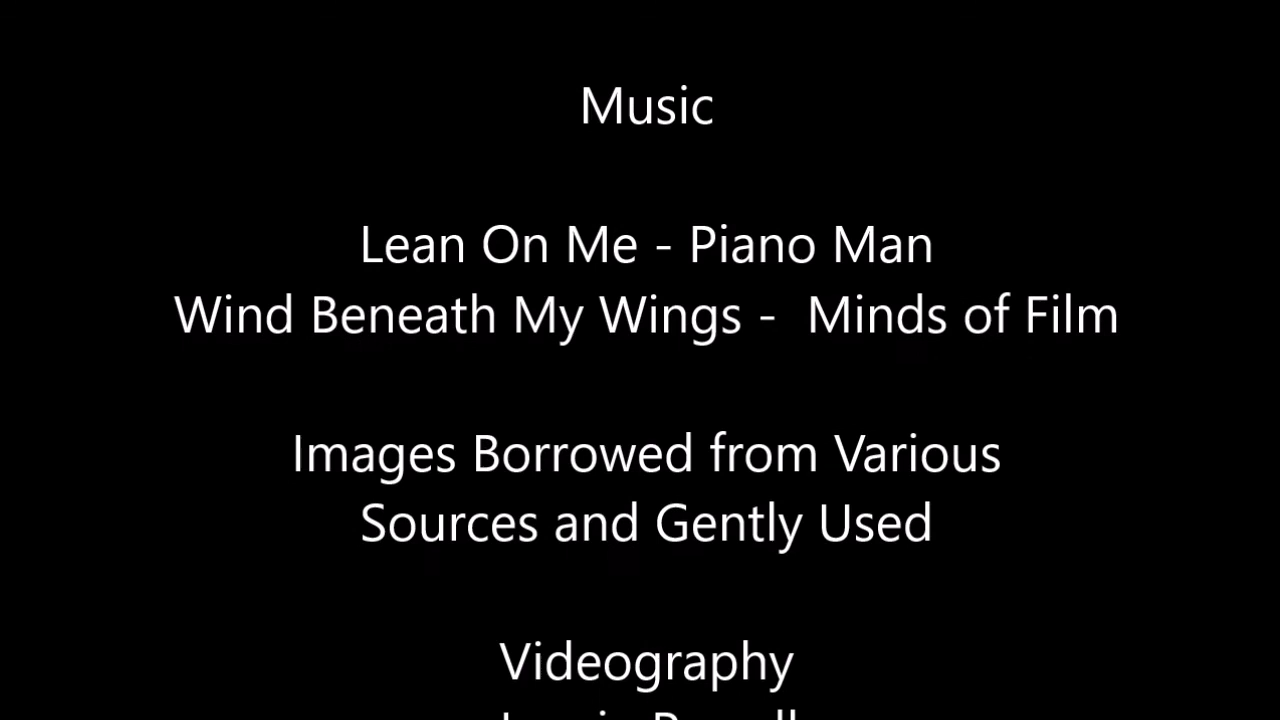 Music
Lean On Me - Piano Man
Wind Beneath My Wings -  Minds of Film
Images Borrowed from Various
Sources and Gently Used
Videography